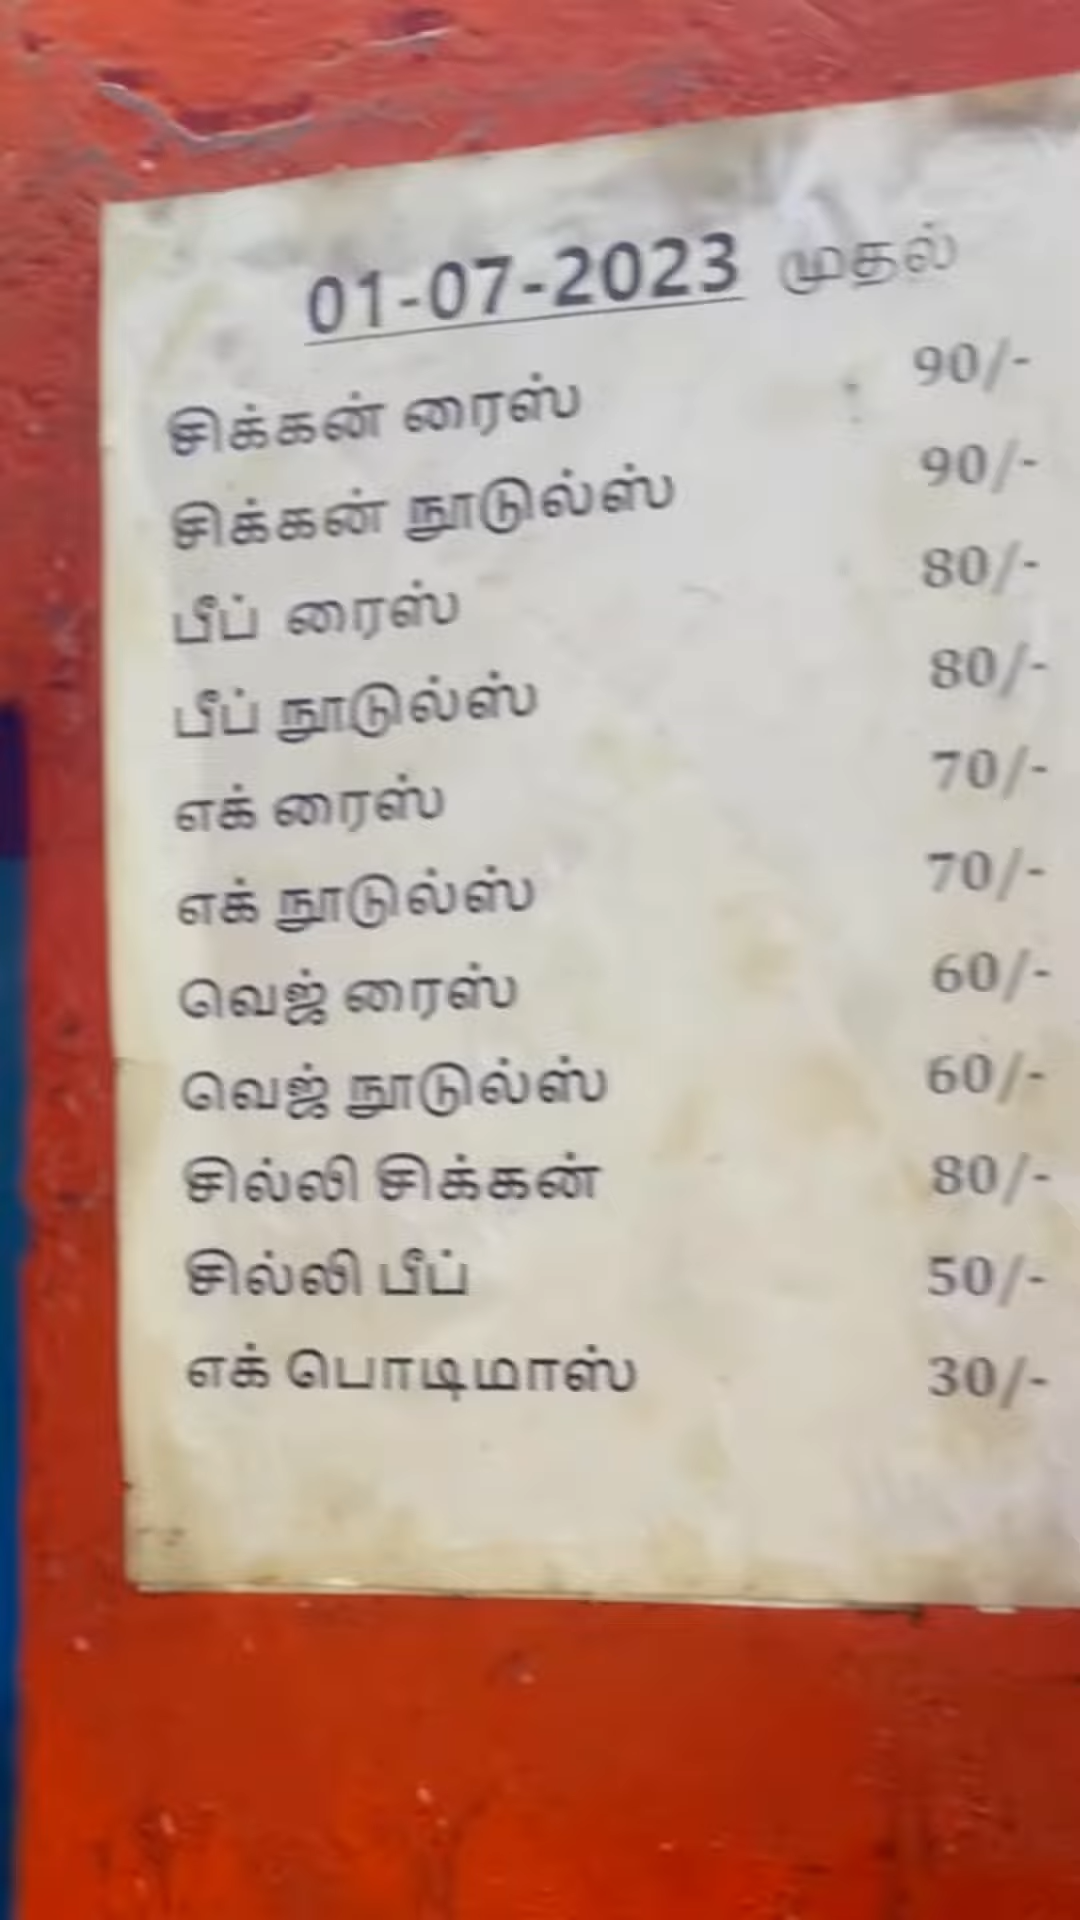 01-07-2023 முதல்
சிக்கன் ரைஸ் 90/-
சிக்கன் நூடுல்ஸ் 90/-
பீப் ரைஸ் 80/-
பீப் நூடுல்ஸ் 80/-
எக் ரைஸ் 70/-
எக் நூடுல்ஸ் 70/-
வெஜ் ரைஸ் 60/-
வெஜ் நூடுல்ஸ் 60/-
சில்லி சிக்கன் 80/-
சில்லி பீப் 50/-
எக் பொடிமாஸ் 30/-